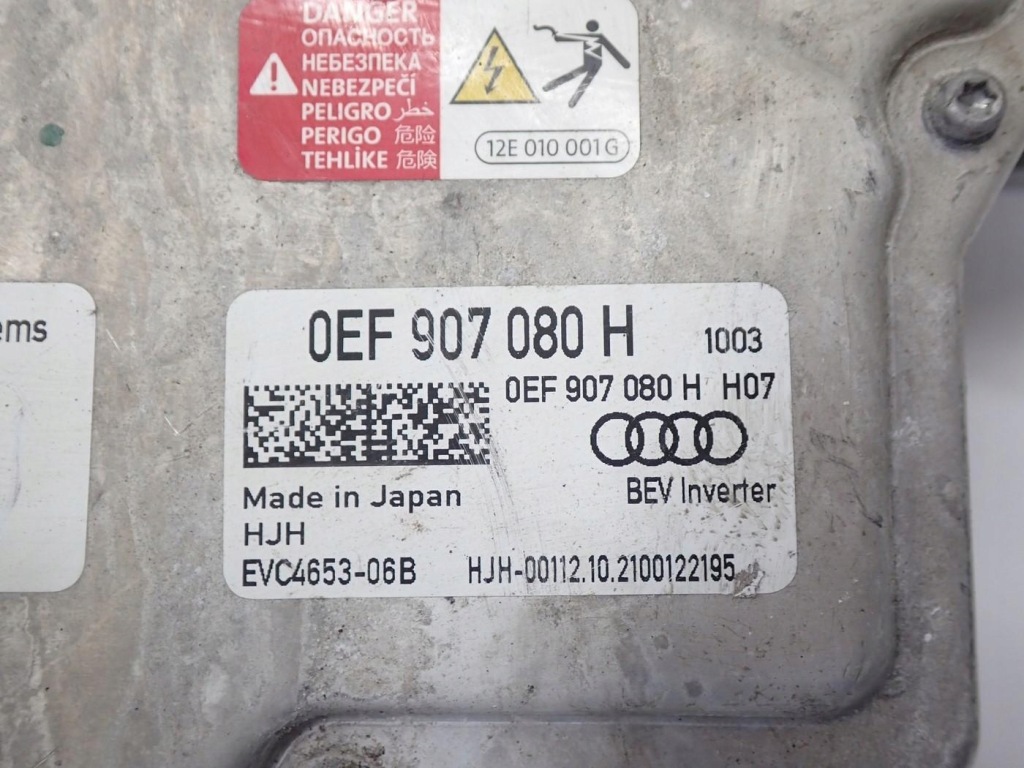 DANGER
ОПАСНОСТЬ
НЕБЕЗПЕКА
NEBEZPEČÍ
PELIGRO خطر
PERIGO 危险
TEHLİKE 危険
12E 010 001 G
ems
0EF 907 080 H 1003
0EF 907 080 H H07
BEV Inverter
Made in Japan
HJH
EVC4653-06B HJH-00112.10.2100122195